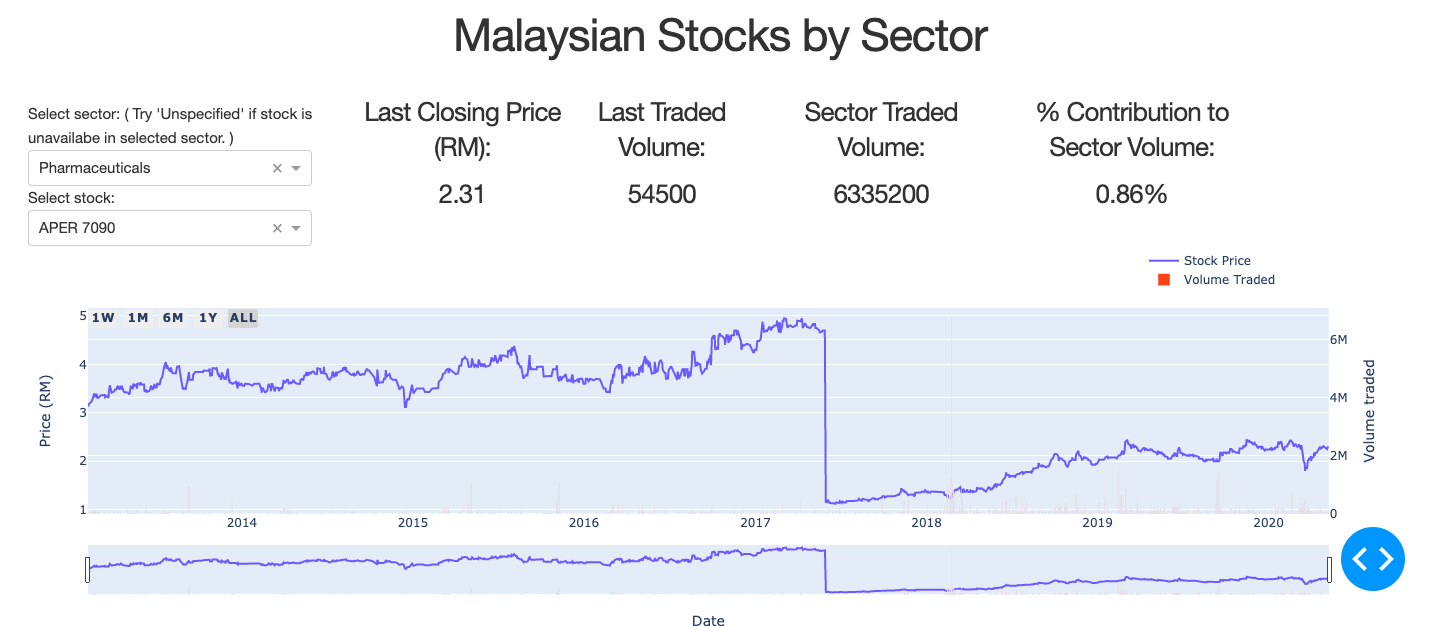 Malaysian Stocks by Sector
Select sector: ( Try 'Unspecified' if stock is
unavailabe in selected sector. )
Pharmaceuticals
Select stock:
APER 7090
Last Closing Price
(RM):
2.31
Last Traded
Volume:
54500
Sector Traded
Volume:
6335200
% Contribution to
Sector Volume:
0.86%
Stock Price
Volume Traded
1W 1M 6M 1Y ALL
Price (RM)
5
4
3
2
1
6M
4M
2M
0
Volume traded
2014 2015 2016 2017 2018 2019 2020
Date